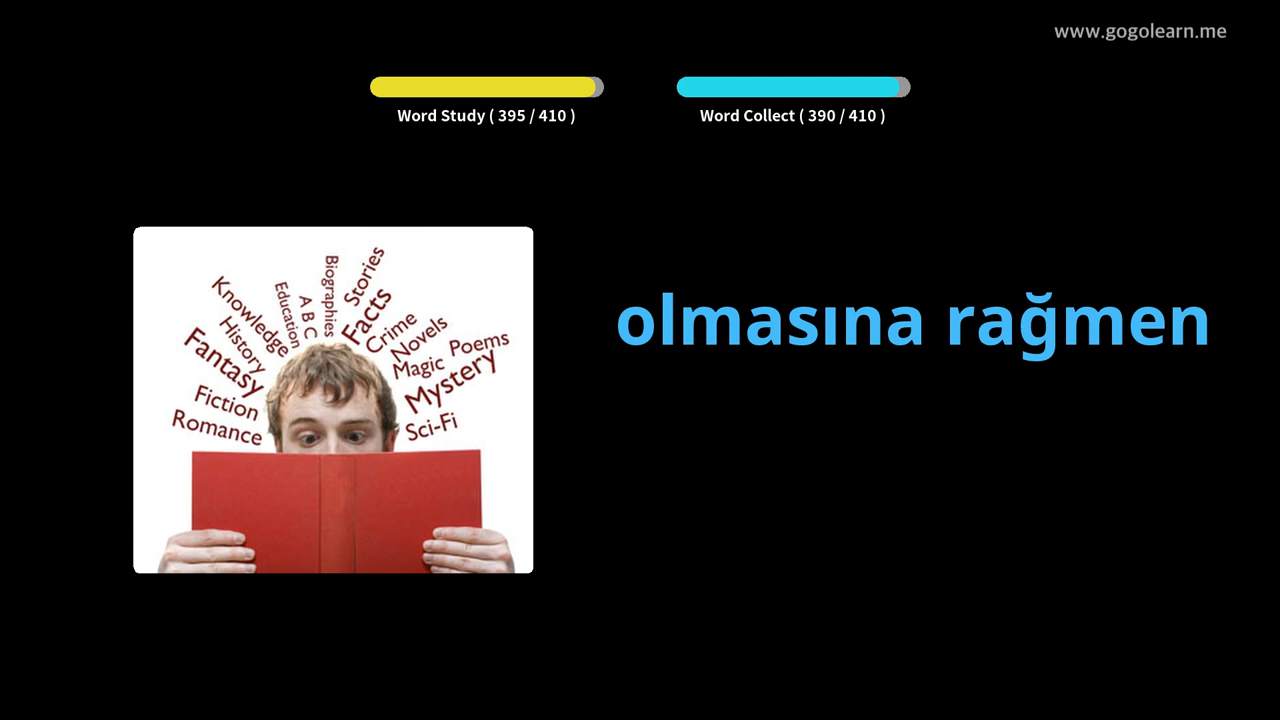 www.gogolearn.me
Word Study ( 395 / 410 )
Word Collect ( 390 / 410 )
olmasına rağmen
Knowledge
History
Fantasy
Fiction
Romance
Education
A B C
Biographies
Stories
Facts
Crime
Novels
Magic
Poems
Mystery
Sci-Fi